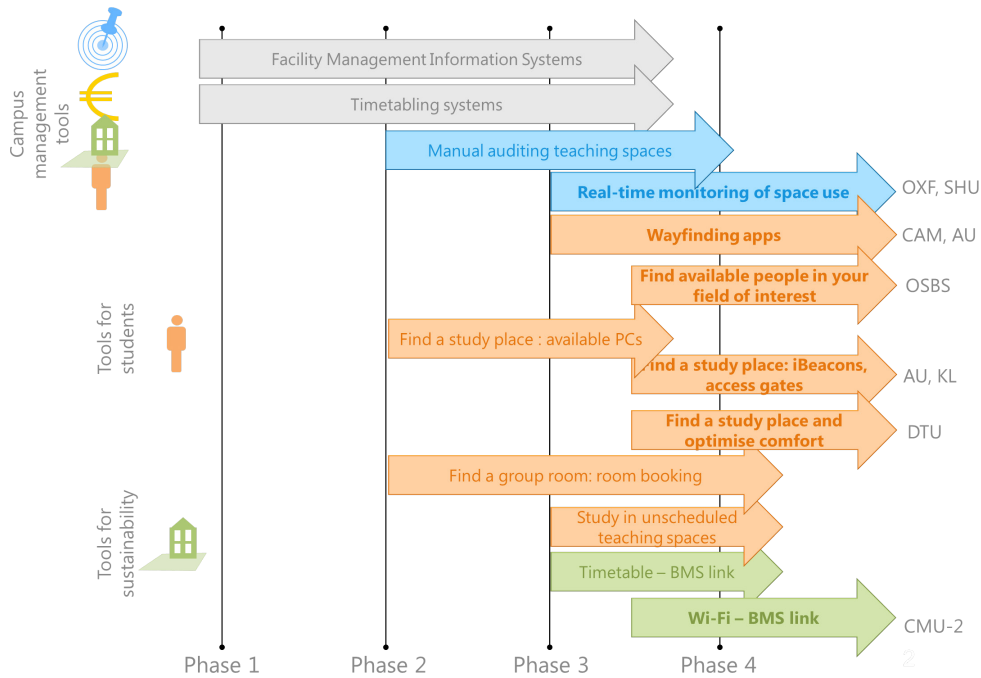 Campus
management
tools
Facility Management Information Systems
Timetabling systems
Manual auditing teaching spaces
Real-time monitoring of space use
OXF, SHU
Wayfinding apps
CAM, AU
Find available people in your
field of interest
OSBS
Tools for
students
Find a study place : available PCs
Find a study place: iBeacons,
access gates
AU, KL
Find a study place and
optimise comfort
DTU
Find a group room: room booking
Tools for
sustainability
Study in unscheduled
teaching spaces
Timetable – BMS link
Wi-Fi – BMS link
CMU-2
2
Phase 1
Phase 2
Phase 3
Phase 4